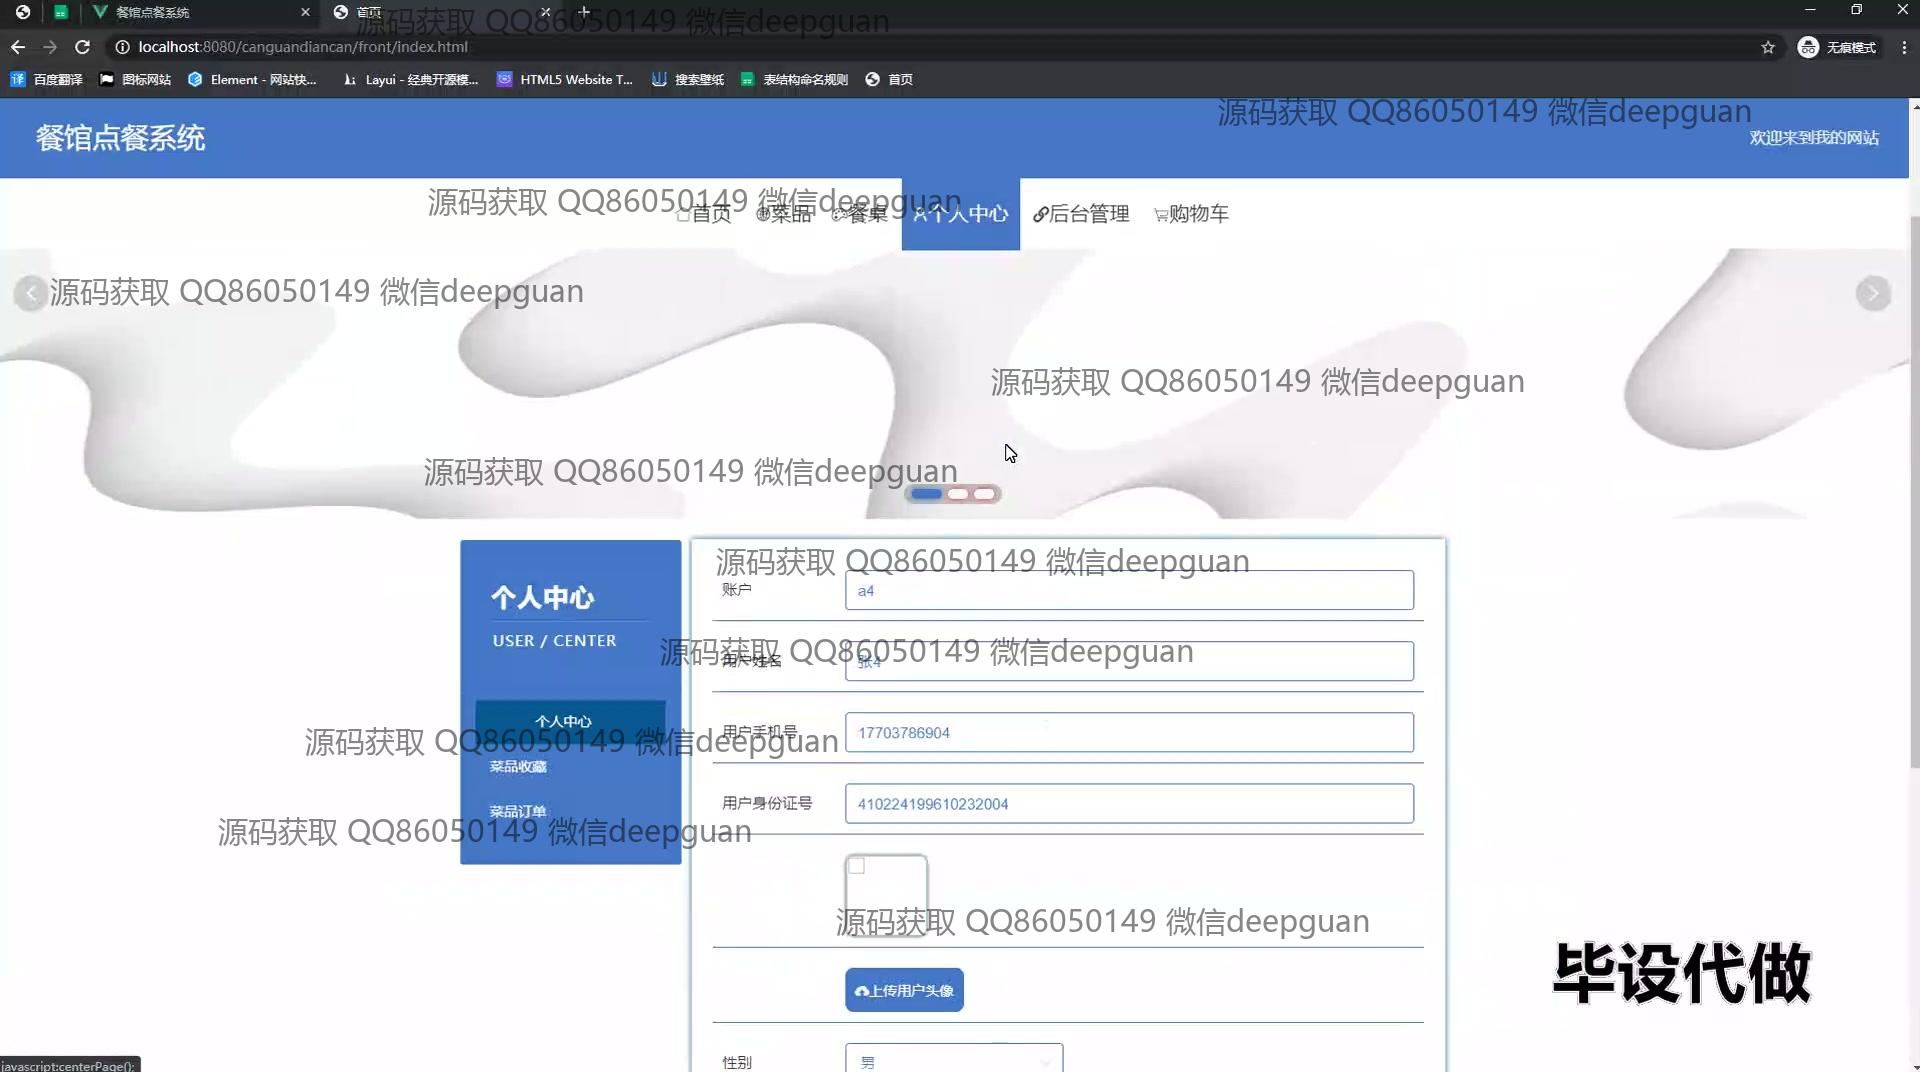 餐馆点餐系统
首页
源码获取 QQ86050149 微信deepguan
localhost:8080/canguandiancan/front/index.html
无痕模式
百度翻译
图标网站
Element - 网站快...
Layui - 经典开源模...
HTML5 Website T...
搜索壁纸
表结构命名规则
首页
源码获取 QQ86050149 微信deepguan
餐馆点餐系统
欢迎来到我的网站
源码获取 QQ86050149 微信deepguan
首页
菜品
餐桌
个人中心
后台管理
购物车
源码获取 QQ86050149 微信deepguan
源码获取 QQ86050149 微信deepguan
源码获取 QQ86050149 微信deepguan
个人中心
USER / CENTER
个人中心
菜品收藏
菜品订单
源码获取 QQ86050149 微信deepguan
账户
a4
源码获取 QQ86050149 微信deepguan
用户姓名
张4
用户手机号
17703786904
源码获取 QQ86050149 微信deepguan
用户身份证号
410224199610232004
源码获取 QQ86050149 微信deepguan
源码获取 QQ86050149 微信deepguan
毕设代做
上传用户头像
性别
男
javascript:centerPage();